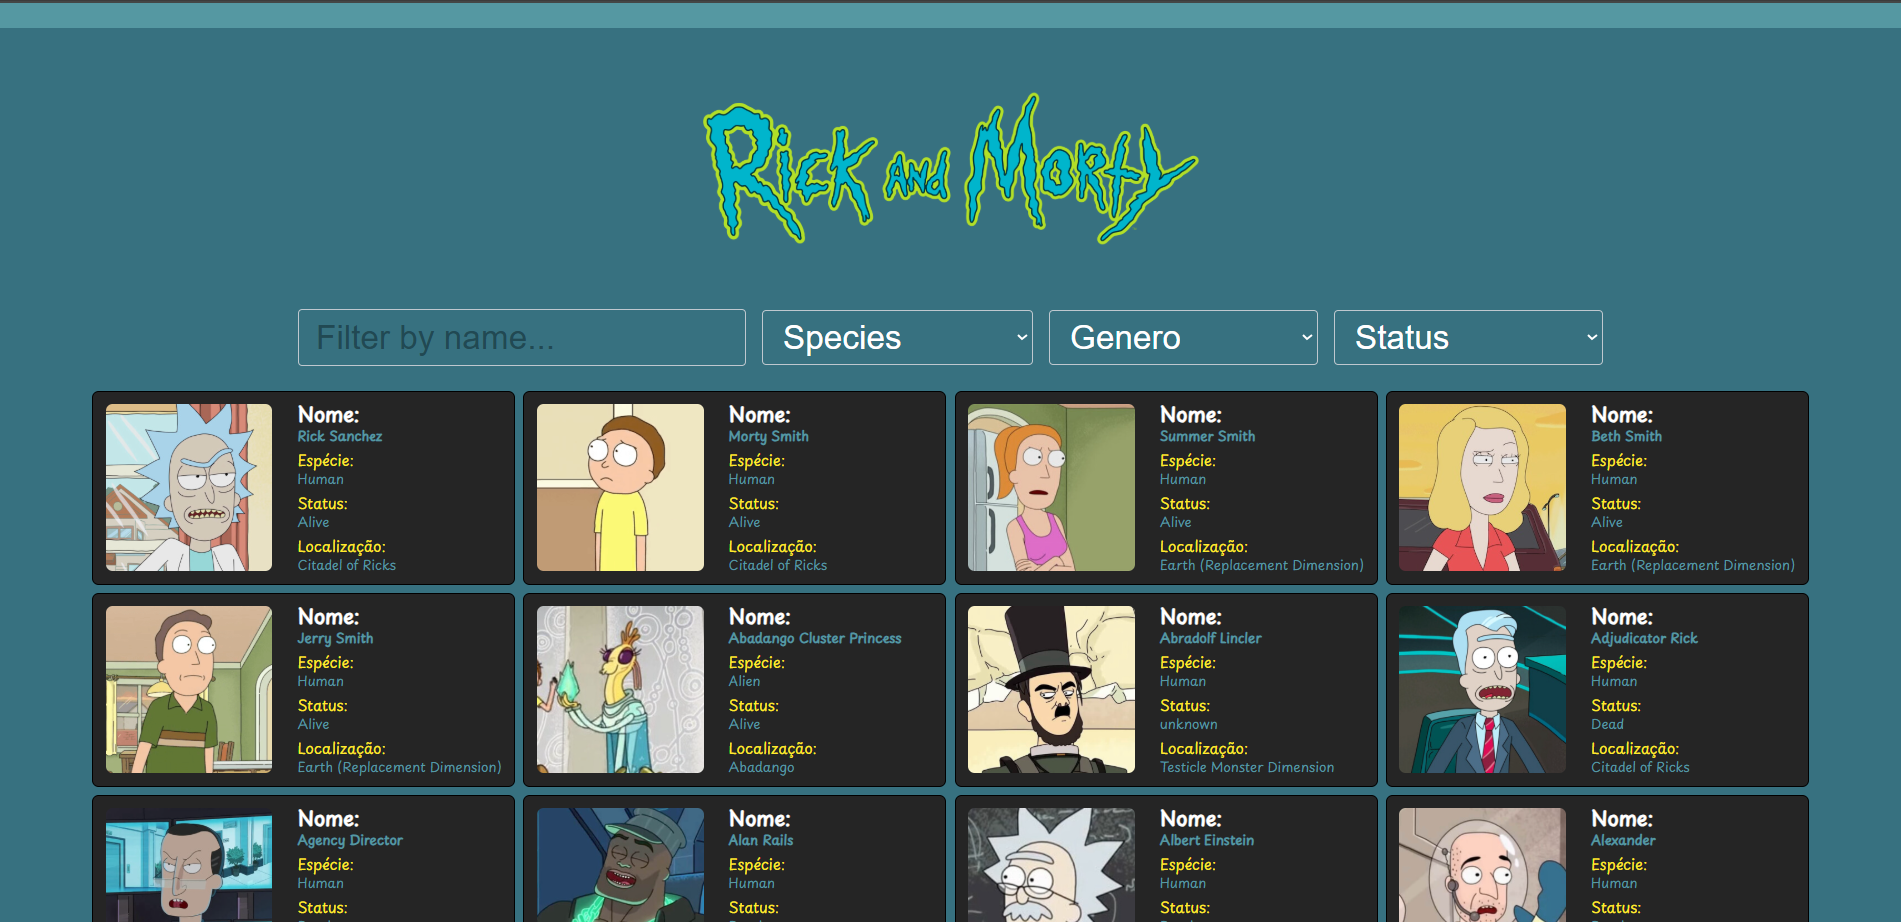 Rick and Morty
Filter by name...
Species
Genero
Status
Nome:
Rick Sanchez
Espécie:
Human
Status:
Alive
Localização:
Citadel of Ricks
Nome:
Morty Smith
Espécie:
Human
Status:
Alive
Localização:
Citadel of Ricks
Nome:
Summer Smith
Espécie:
Human
Status:
Alive
Localização:
Earth (Replacement Dimension)
Nome:
Beth Smith
Espécie:
Human
Status:
Alive
Localização:
Earth (Replacement Dimension)
Nome:
Jerry Smith
Espécie:
Human
Status:
Alive
Localização:
Earth (Replacement Dimension)
Nome:
Abadango Cluster Princess
Espécie:
Alien
Status:
Alive
Localização:
Abadango
Nome:
Abradolf Lincler
Espécie:
Human
Status:
unknown
Localização:
Testicle Monster Dimension
Nome:
Adjudicator Rick
Espécie:
Human
Status:
Dead
Localização:
Citadel of Ricks
Nome:
Agency Director
Espécie:
Human
Status:
Nome:
Alan Rails
Espécie:
Human
Status:
Nome:
Albert Einstein
Espécie:
Human
Status:
Nome:
Alexander
Espécie:
Human
Status: